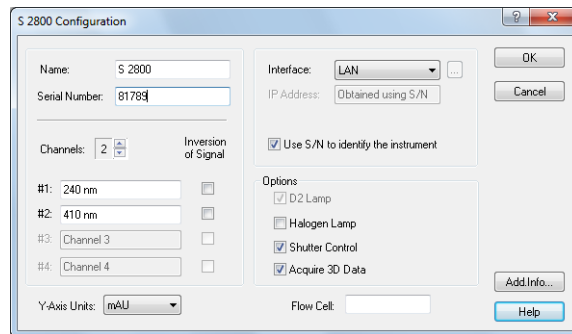 S 2800 Configuration
Name: S 2800
Serial Number: 81789
Channels: 2
Inversion of Signal
#1: 240 nm
#2: 410 nm
#3: Channel 3
#4: Channel 4
Y-Axis Units: mAU
Interface: LAN ...
IP Address: Obtained using S/N
Use S/N to identify the instrument
Options
D2 Lamp
Halogen Lamp
Shutter Control
Acquire 3D Data
Flow Cell:
OK
Cancel
Add.Info...
Help